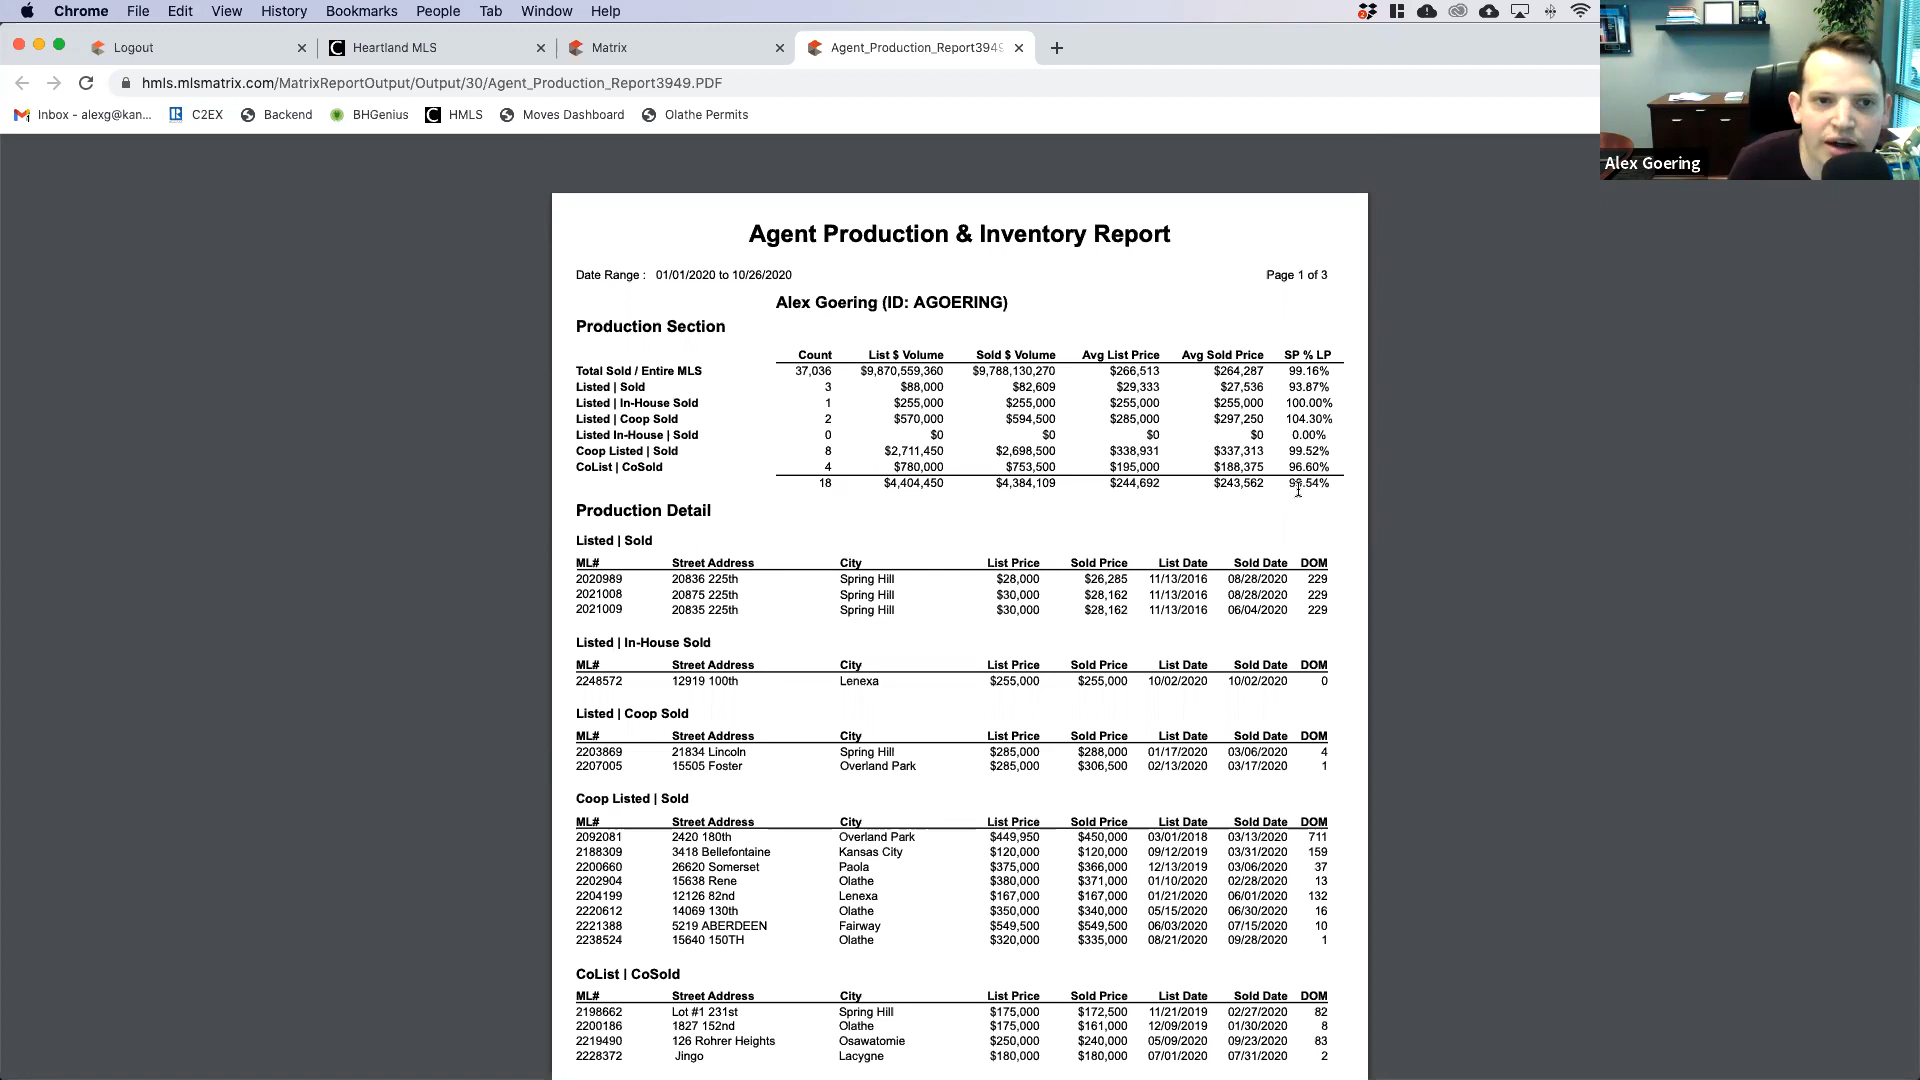 Chrome File Edit View History Bookmarks People Tab Window Help
Logout Heartland MLS Matrix Agent_Production_Report3949
hmls.mlsmatrix.com/MatrixReportOutput/Output/30/Agent_Production_Report3949.PDF
Inbox - alexg@kan... C2EX Backend BHGenius HMLS Moves Dashboard Olathe Permits
Alex Goering
Agent Production & Inventory Report
Date Range : 01/01/2020 to 10/26/2020 Page 1 of 3
Alex Goering (ID: AGOERING)
Production Section
Count List $ Volume Sold $ Volume Avg List Price Avg Sold Price SP % LP
Total Sold / Entire MLS 37,036 $9,870,559,360 $9,788,130,270 $266,513 $264,287 99.16%
Listed | Sold 3 $88,000 $82,609 $29,333 $27,536 93.87%
Listed | In-House Sold 1 $255,000 $255,000 $255,000 $255,000 100.00%
Listed | Coop Sold 2 $570,000 $594,500 $285,000 $297,250 104.30%
Listed In-House | Sold 0 $0 $0 $0 $0 0.00%
Coop Listed | Sold 8 $2,711,450 $2,698,500 $338,931 $337,313 99.52%
CoList | CoSold 4 $780,000 $753,500 $195,000 $188,375 96.60%
18 $4,404,450 $4,384,109 $244,692 $243,562 99.54%
Production Detail
Listed | Sold
ML# Street Address City List Price Sold Price List Date Sold Date DOM
2020989 20836 225th Spring Hill $28,000 $26,285 11/13/2016 08/28/2020 229
2021008 20875 225th Spring Hill $30,000 $28,162 11/13/2016 08/28/2020 229
2021009 20835 225th Spring Hill $30,000 $28,162 11/13/2016 06/04/2020 229
Listed | In-House Sold
ML# Street Address City List Price Sold Price List Date Sold Date DOM
2248572 12919 100th Lenexa $255,000 $255,000 10/02/2020 10/02/2020 0
Listed | Coop Sold
ML# Street Address City List Price Sold Price List Date Sold Date DOM
2203869 21834 Lincoln Spring Hill $285,000 $288,000 01/17/2020 03/06/2020 4
2207005 15505 Foster Overland Park $285,000 $306,500 02/13/2020 03/17/2020 1
Coop Listed | Sold
ML# Street Address City List Price Sold Price List Date Sold Date DOM
2092081 2420 180th Overland Park $449,950 $450,000 03/01/2018 03/13/2020 711
2188309 3418 Bellefontaine Kansas City $120,000 $120,000 09/12/2019 03/31/2020 159
2200660 26620 Somerset Paola $375,000 $366,000 12/13/2019 03/06/2020 37
2202904 15638 Rene Olathe $380,000 $371,000 01/10/2020 02/28/2020 13
2204199 12126 82nd Lenexa $167,000 $167,000 01/21/2020 06/01/2020 132
2220612 14069 130th Olathe $350,000 $340,000 05/15/2020 06/30/2020 16
2221388 5219 ABERDEEN Fairway $549,500 $549,500 06/03/2020 07/15/2020 10
2238524 15640 150TH Olathe $320,000 $335,000 08/21/2020 09/28/2020 1
CoList | CoSold
ML# Street Address City List Price Sold Price List Date Sold Date DOM
2198662 Lot #1 231st Spring Hill $175,000 $172,500 11/21/2019 02/27/2020 82
2200186 1827 152nd Olathe $175,000 $161,000 12/09/2019 01/30/2020 8
2219490 126 Rohrer Heights Osawatomie $250,000 $240,000 05/09/2020 09/23/2020 83
2228372 Jingo Lacygne $180,000 $180,000 07/01/2020 07/31/2020 2